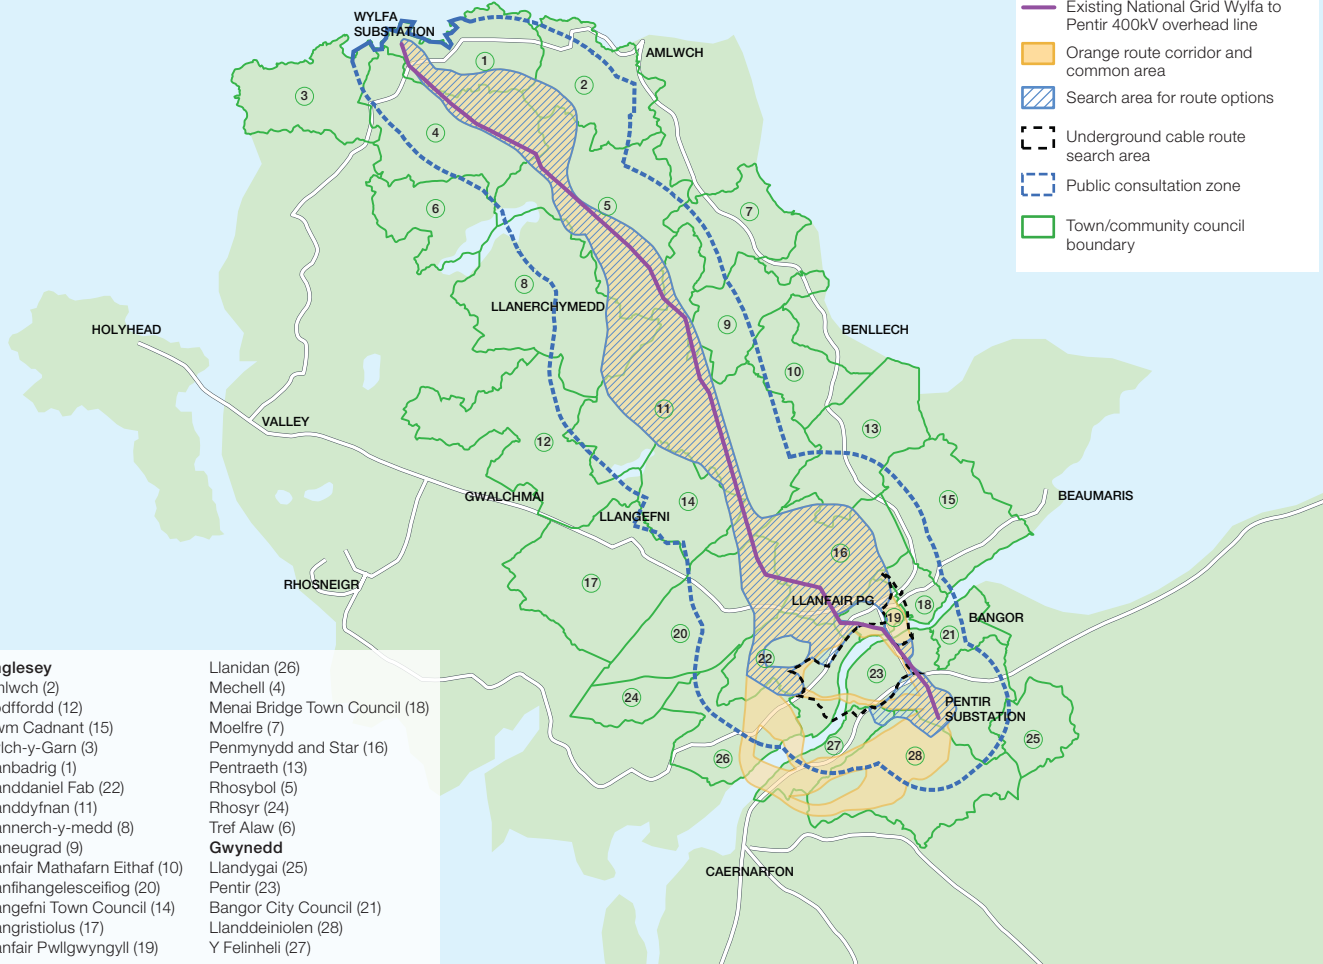 Existing National Grid Wylfa to
Pentir 400kV overhead line
Orange route corridor and
common area
Search area for route options
Underground cable route
search area
Public consultation zone
Town/community council
boundary
WYLFA
SUBSTATION
AMLWCH
1
2
3
4
5
6
7
8
LLANERCHYMEDD
HOLYHEAD
9
BENLLECH
10
11
VALLEY
12
13
GWALCHMAI
14
LLANGEFNI
15
BEAUMARIS
16
RHOSNEIGR
17
LLANFAIR PG
18
19
BANGOR
20
21
22
23
24
PENTIR
SUBSTATION
25
26
27
28
CAERNARFON
nglesey
mlwch (2)
odffordd (12)
wm Cadnant (15)
ylch-y-Garn (3)
anbadrig (1)
anddaniel Fab (22)
anddyfnan (11)
annerch-y-medd (8)
aneugrad (9)
anfair Mathafarn Eithaf (10)
anfihangelesceifiog (20)
angefni Town Council (14)
angristiolus (17)
anfair Pwllgwyngyll (19)
Llanidan (26)
Mechell (4)
Menai Bridge Town Council (18)
Moelfre (7)
Penmynydd and Star (16)
Pentraeth (13)
Rhosybol (5)
Rhosyr (24)
Tref Alaw (6)
Gwynedd
Llandygai (25)
Pentir (23)
Bangor City Council (21)
Llanddeiniolen (28)
Y Felinheli (27)